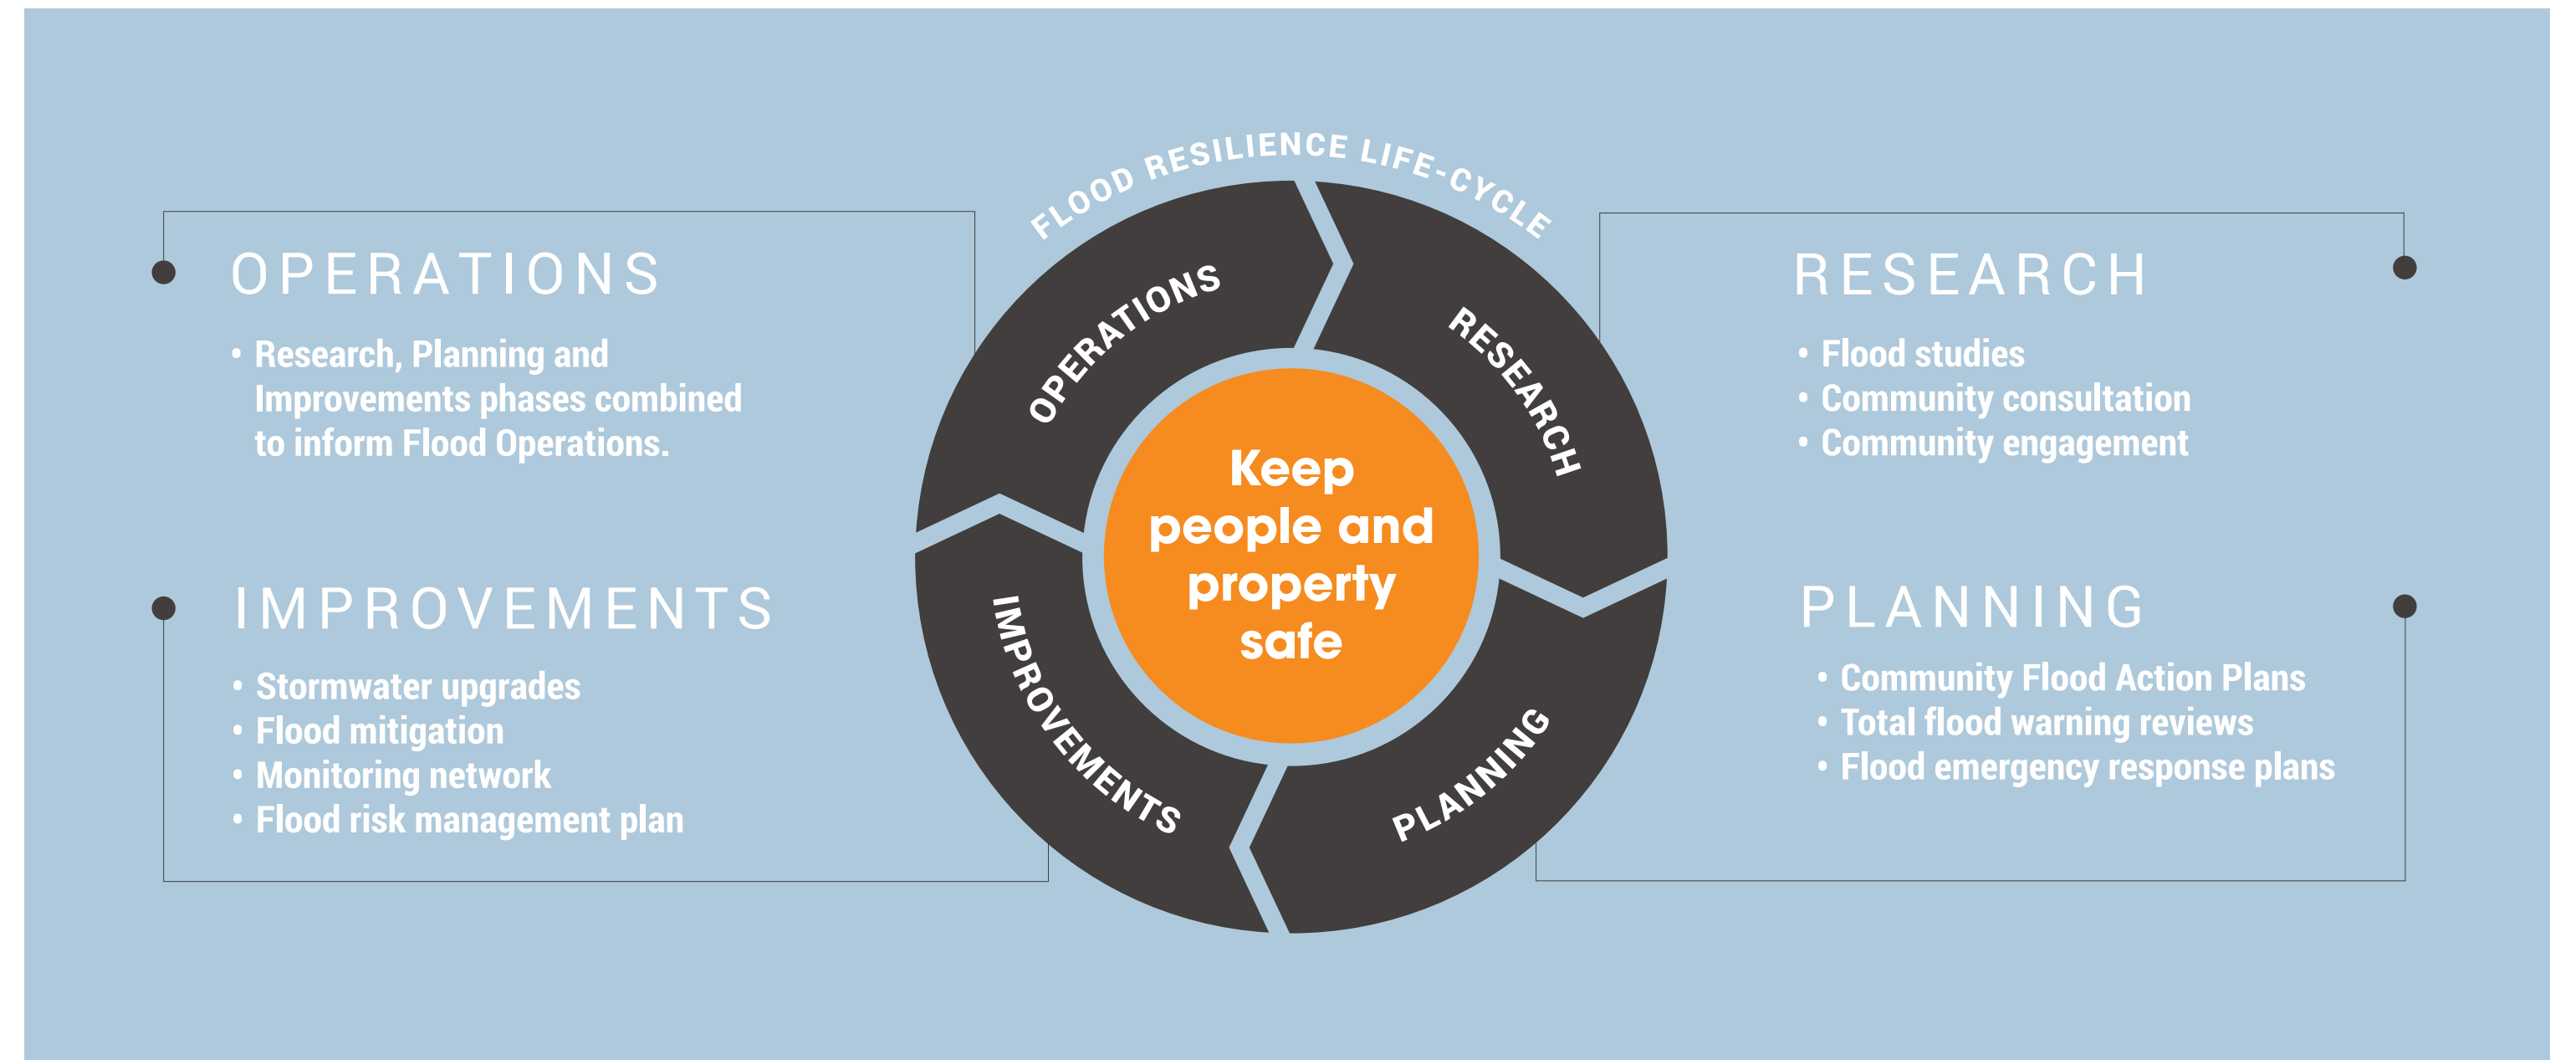 FLOOD RESILIENCE LIFE-CYCLE
OPERATIONS
• Research, Planning and
Improvements phases combined
to inform Flood Operations.
IMPROVEMENTS
• Stormwater upgrades
• Flood mitigation
• Monitoring network
• Flood risk management plan
OPERATIONS
RESEARCH
PLANNING
IMPROVEMENTS
Keep
people and
property
safe
RESEARCH
• Flood studies
• Community consultation
• Community engagement
PLANNING
• Community Flood Action Plans
• Total flood warning reviews
• Flood emergency response plans